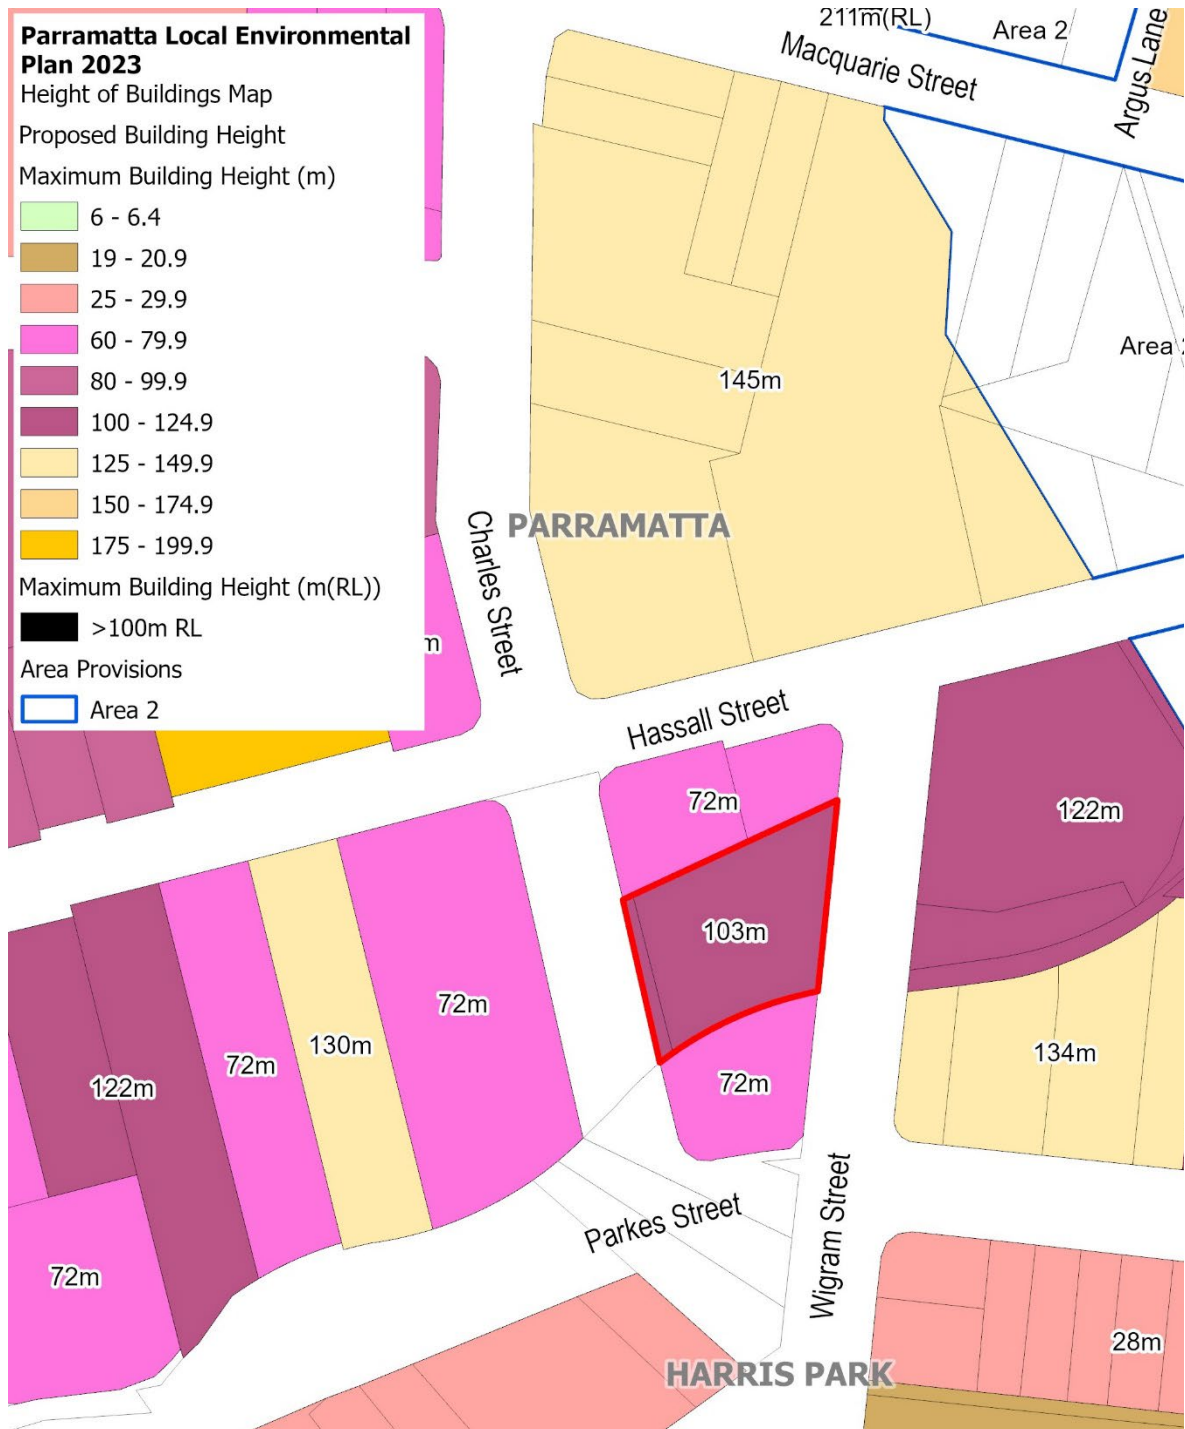 Parramatta Local Environmental
Plan 2023
Height of Buildings Map
Proposed Building Height
Maximum Building Height (m)
6 - 6.4
19 - 20.9
25 - 29.9
60 - 79.9
80 - 99.9
100 - 124.9
125 - 149.9
150 - 174.9
175 - 199.9
Maximum Building Height (m(RL))
>100m RL
Area Provisions
Area 2
211m(RL)
Area 2
Macquarie Street
Argus Lane
Area 2
145m
PARRAMATTA
Charles Street
m
Hassall Street
72m
122m
103m
72m
130m
72m
122m
134m
72m
Parkes Street
Wigram Street
72m
28m
HARRIS PARK